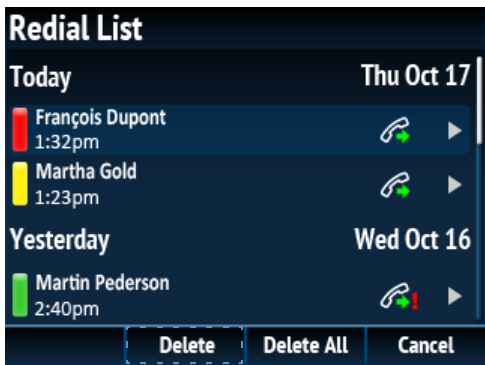 Redial List
Today Thu Oct 17
François Dupont
1:32pm
Martha Gold
1:23pm
Yesterday Wed Oct 16
Martin Pederson
2:40pm
Delete Delete All Cancel